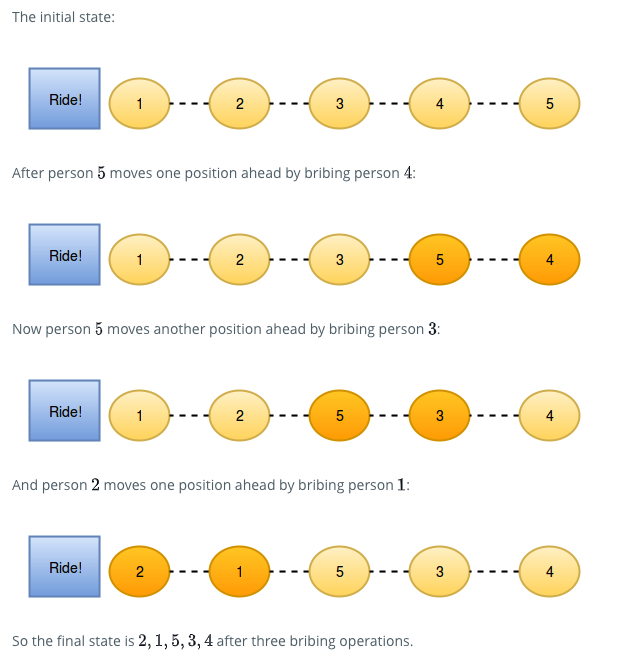 The initial state:
Ride! 1 2 3 4 5
After person 5 moves one position ahead by bribing person 4:
Ride! 1 2 3 5 4
Now person 5 moves another position ahead by bribing person 3:
Ride! 1 2 5 3 4
And person 2 moves one position ahead by bribing person 1:
Ride! 2 1 5 3 4
So the final state is 2, 1, 5, 3, 4 after three bribing operations.